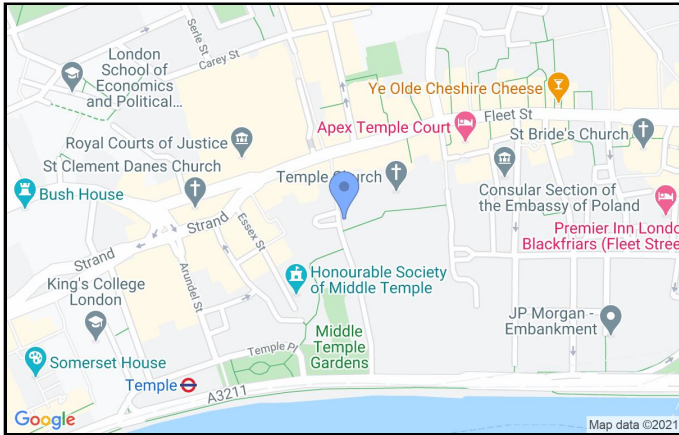 London
School of
Economics
and Political...
Serle St
Carey St
Ye Olde Cheshire Cheese
Fleet St
Apex Temple Court
St Bride's Church
Royal Courts of Justice
St Clement Danes Church
Temple Church
Bush House
Consular Section of
the Embassy of Poland
Strand
Essex St
Premier Inn Londo
Blackfriars (Fleet Stree
Strand
Arundel St
Honourable Society
of Middle Temple
King's College
London
JP Morgan -
Embankment
Middle
Temple
Gardens
Temple Pl
Somerset House
Temple
A3211
Google
Map data ©2021